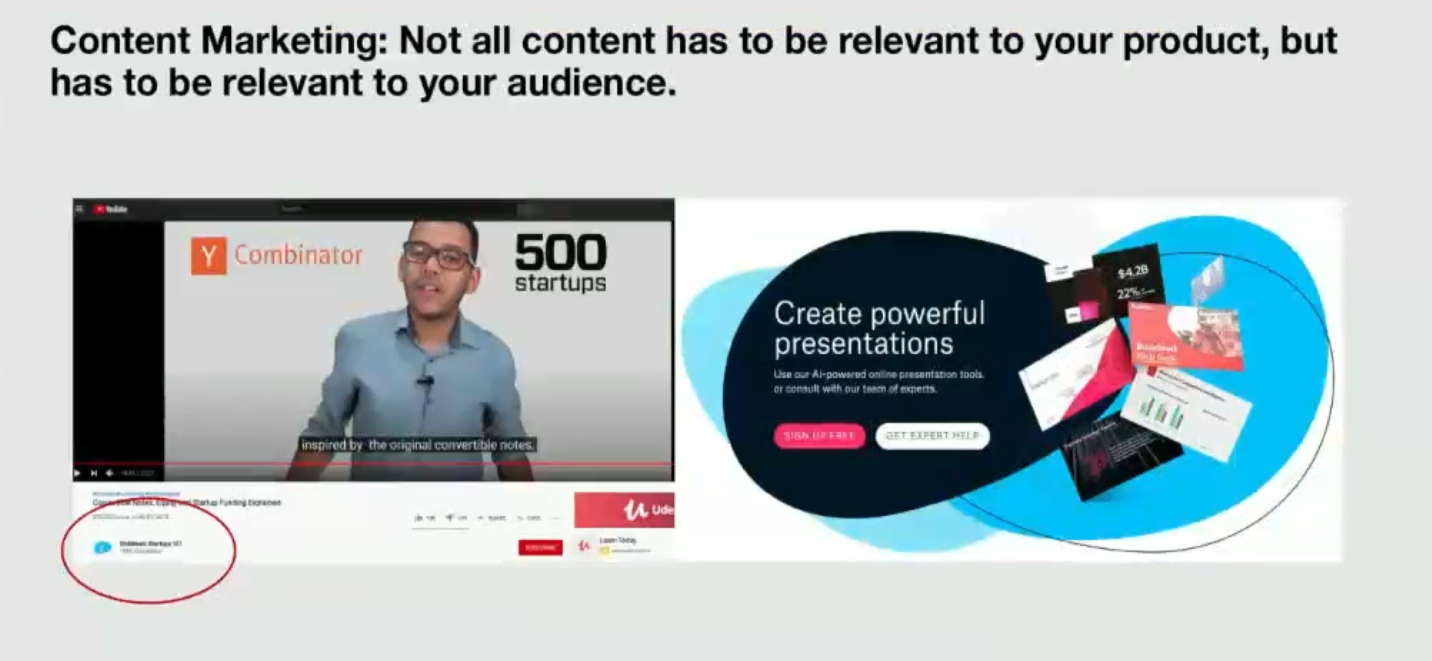 Content Marketing: Not all content has to be relevant to your product, but
has to be relevant to your audience.
YouTube
Y Combinator
500
startups
inspired by the original convertible notes.
Equity and Startup Funding Explained
Slidebean Startups 101
SUBSCRIBE
Ude
Learn Today
Create powerful
presentations
Use our AI-powered online presentation tools,
or consult with our team of experts.
SIGN UP FREE
GET EXPERT HELP
$4.2B
22%